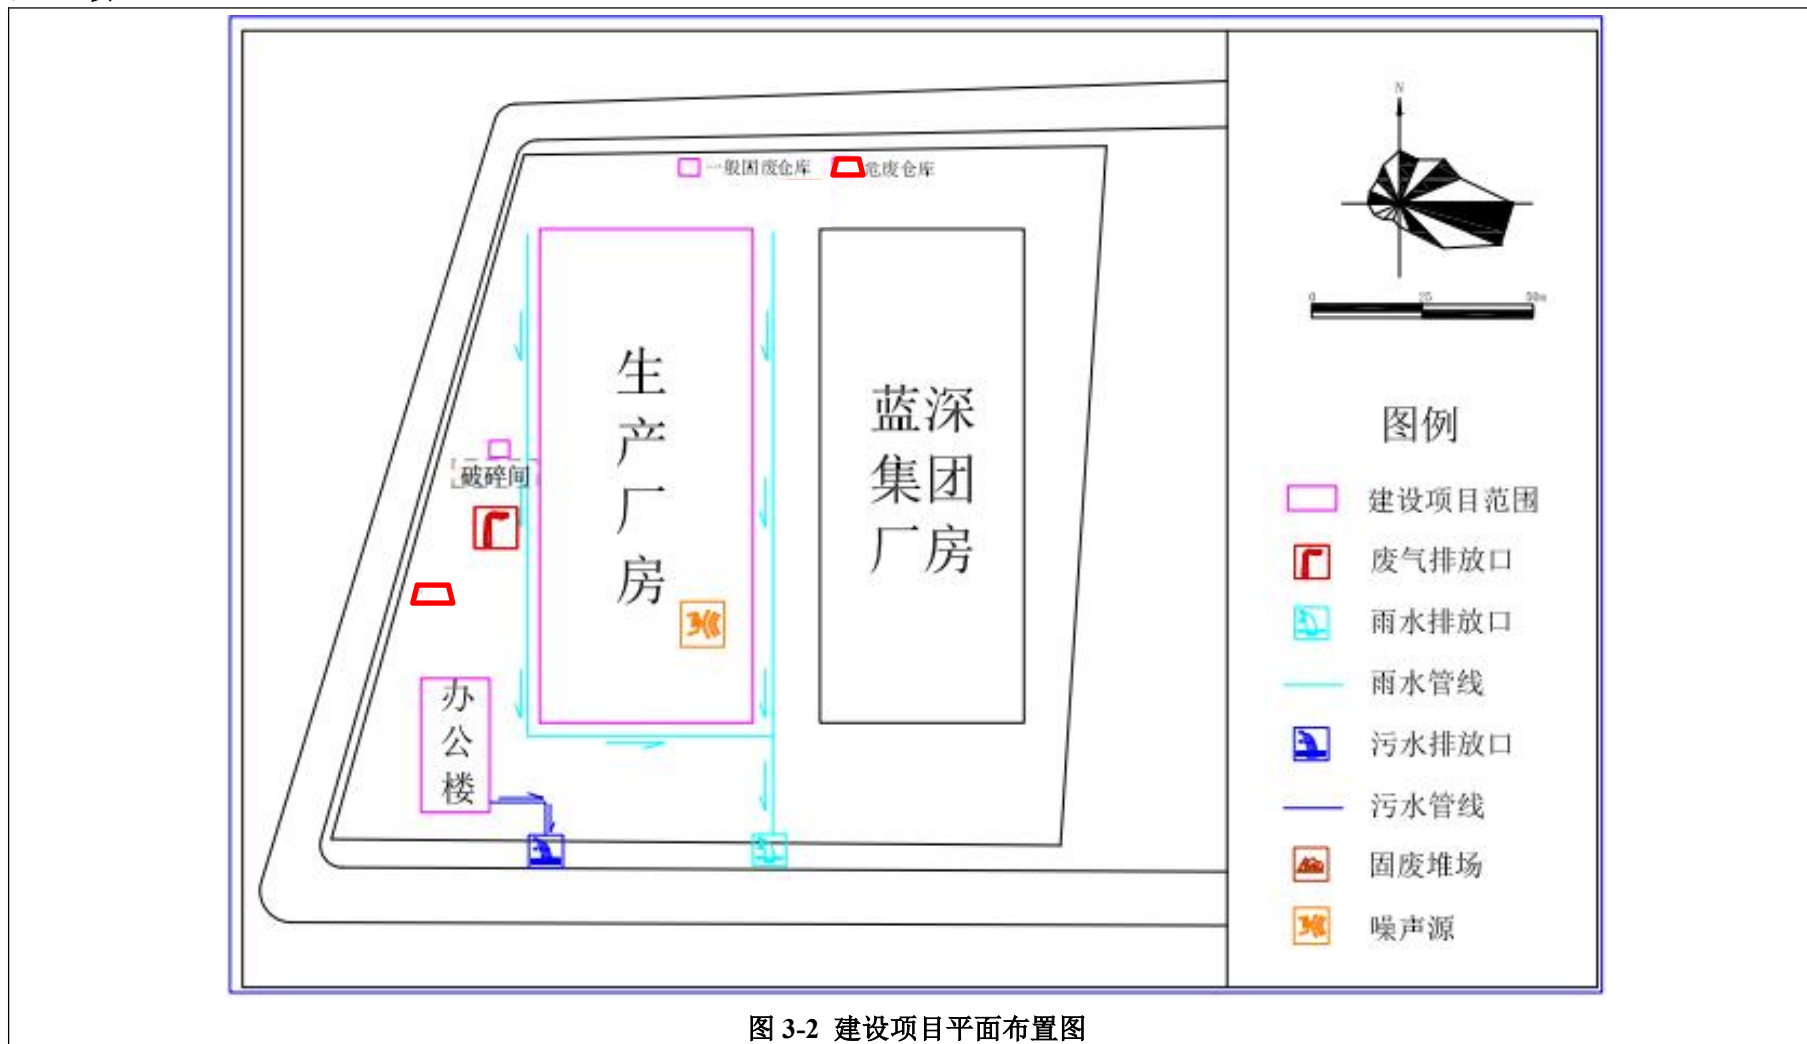 一般固废仓库
危废仓库
生产厂房
蓝深集团厂房
破碎间
办公楼
N
0 25 50m
图例
建设项目范围
废气排放口
雨水排放口
雨水管线
污水排放口
污水管线
固废堆场
噪声源
图 3-2 建设项目平面布置图